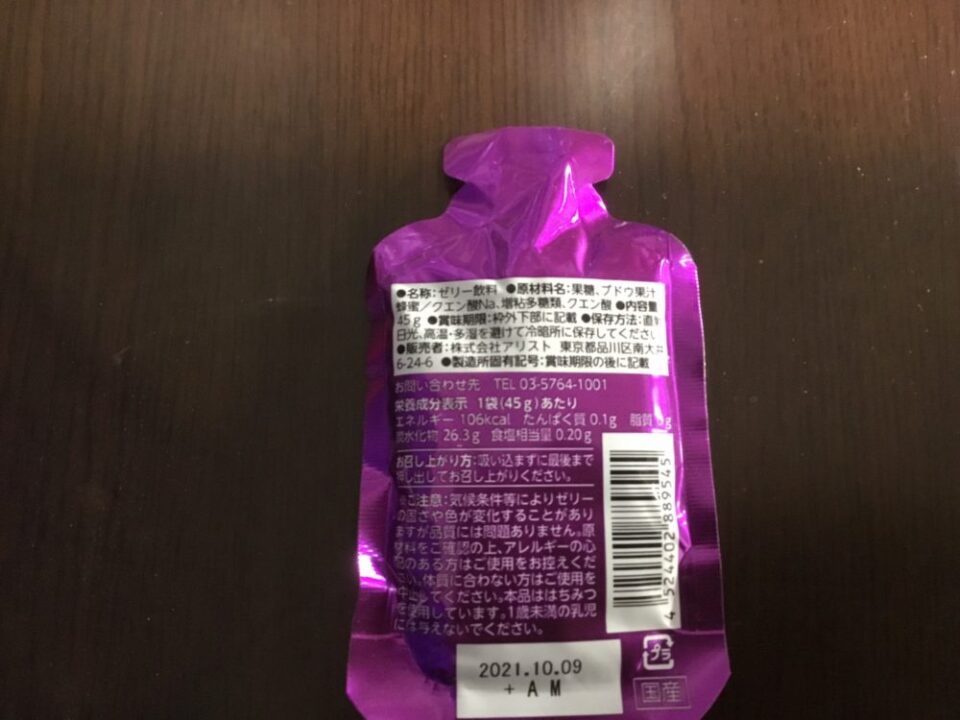 ●名称:ゼリー飲料 ●原材料名:果糖、ブドウ果汁
蜂蜜／クエン酸Na、増粘多糖類、クエン酸 ●内容量
45g ●賞味期限:枠外下部に記載 ●保存方法:直射
日光、高温・多湿を避けて冷暗所に保存してください
●販売者:株式会社アリスト 東京都品川区南大井
6-24-6 ●製造所固有記号:賞味期限の後に記載
お問い合わせ先 TEL 03-5764-1001
栄養成分表示 1袋(45g)あたり
エネルギー 106kcal たんぱく質 0.1g 脂質 g
炭水化物 26.3g 食塩相当量 0.20g
お召し上がり方:吸い込まずに最後まで
押し出してお召し上がりください。
※ご注意:気候条件等によりゼリー
の固さや色が変化することがあり
ますが品質には問題ありません。原
材料をご確認の上、アレルギーの心
配のある方はご使用をお控えくだ
さい。体質に合わない方はご使用を
中止してください。本品ははちみつ
を使用しています。1歳未満の乳児
には与えないでください。
4 524402 889545
プラ
国産
2021.10.09
+ A M